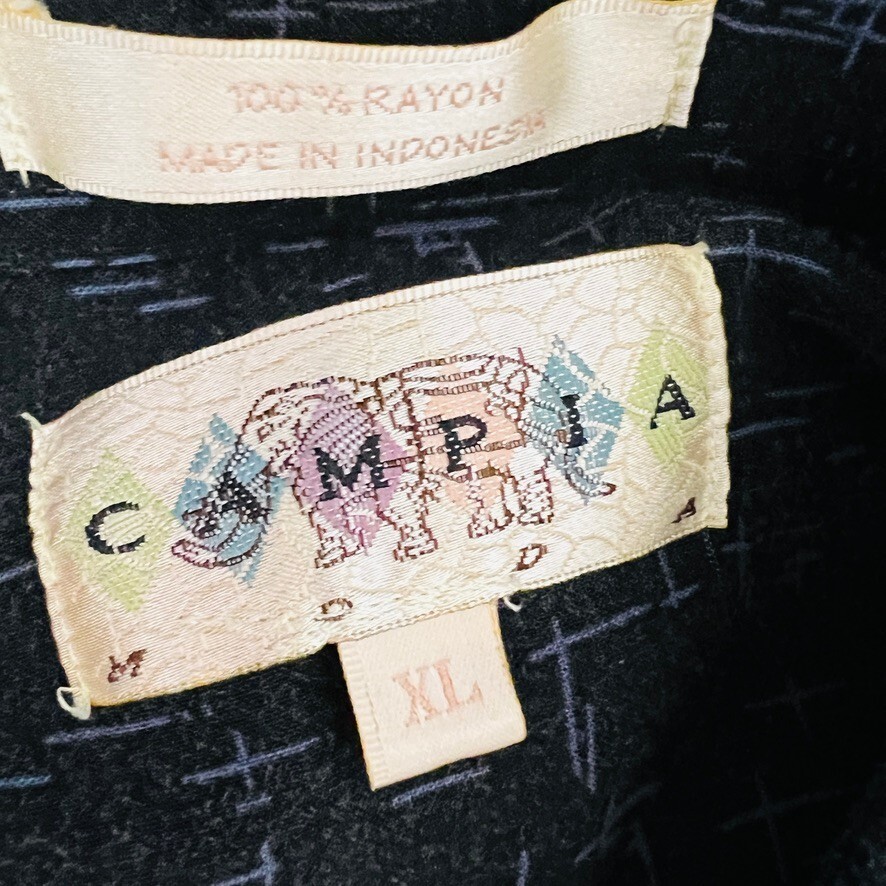 100% RAYON
MADE IN INDONESIA
CAMPIA
MODA
XL